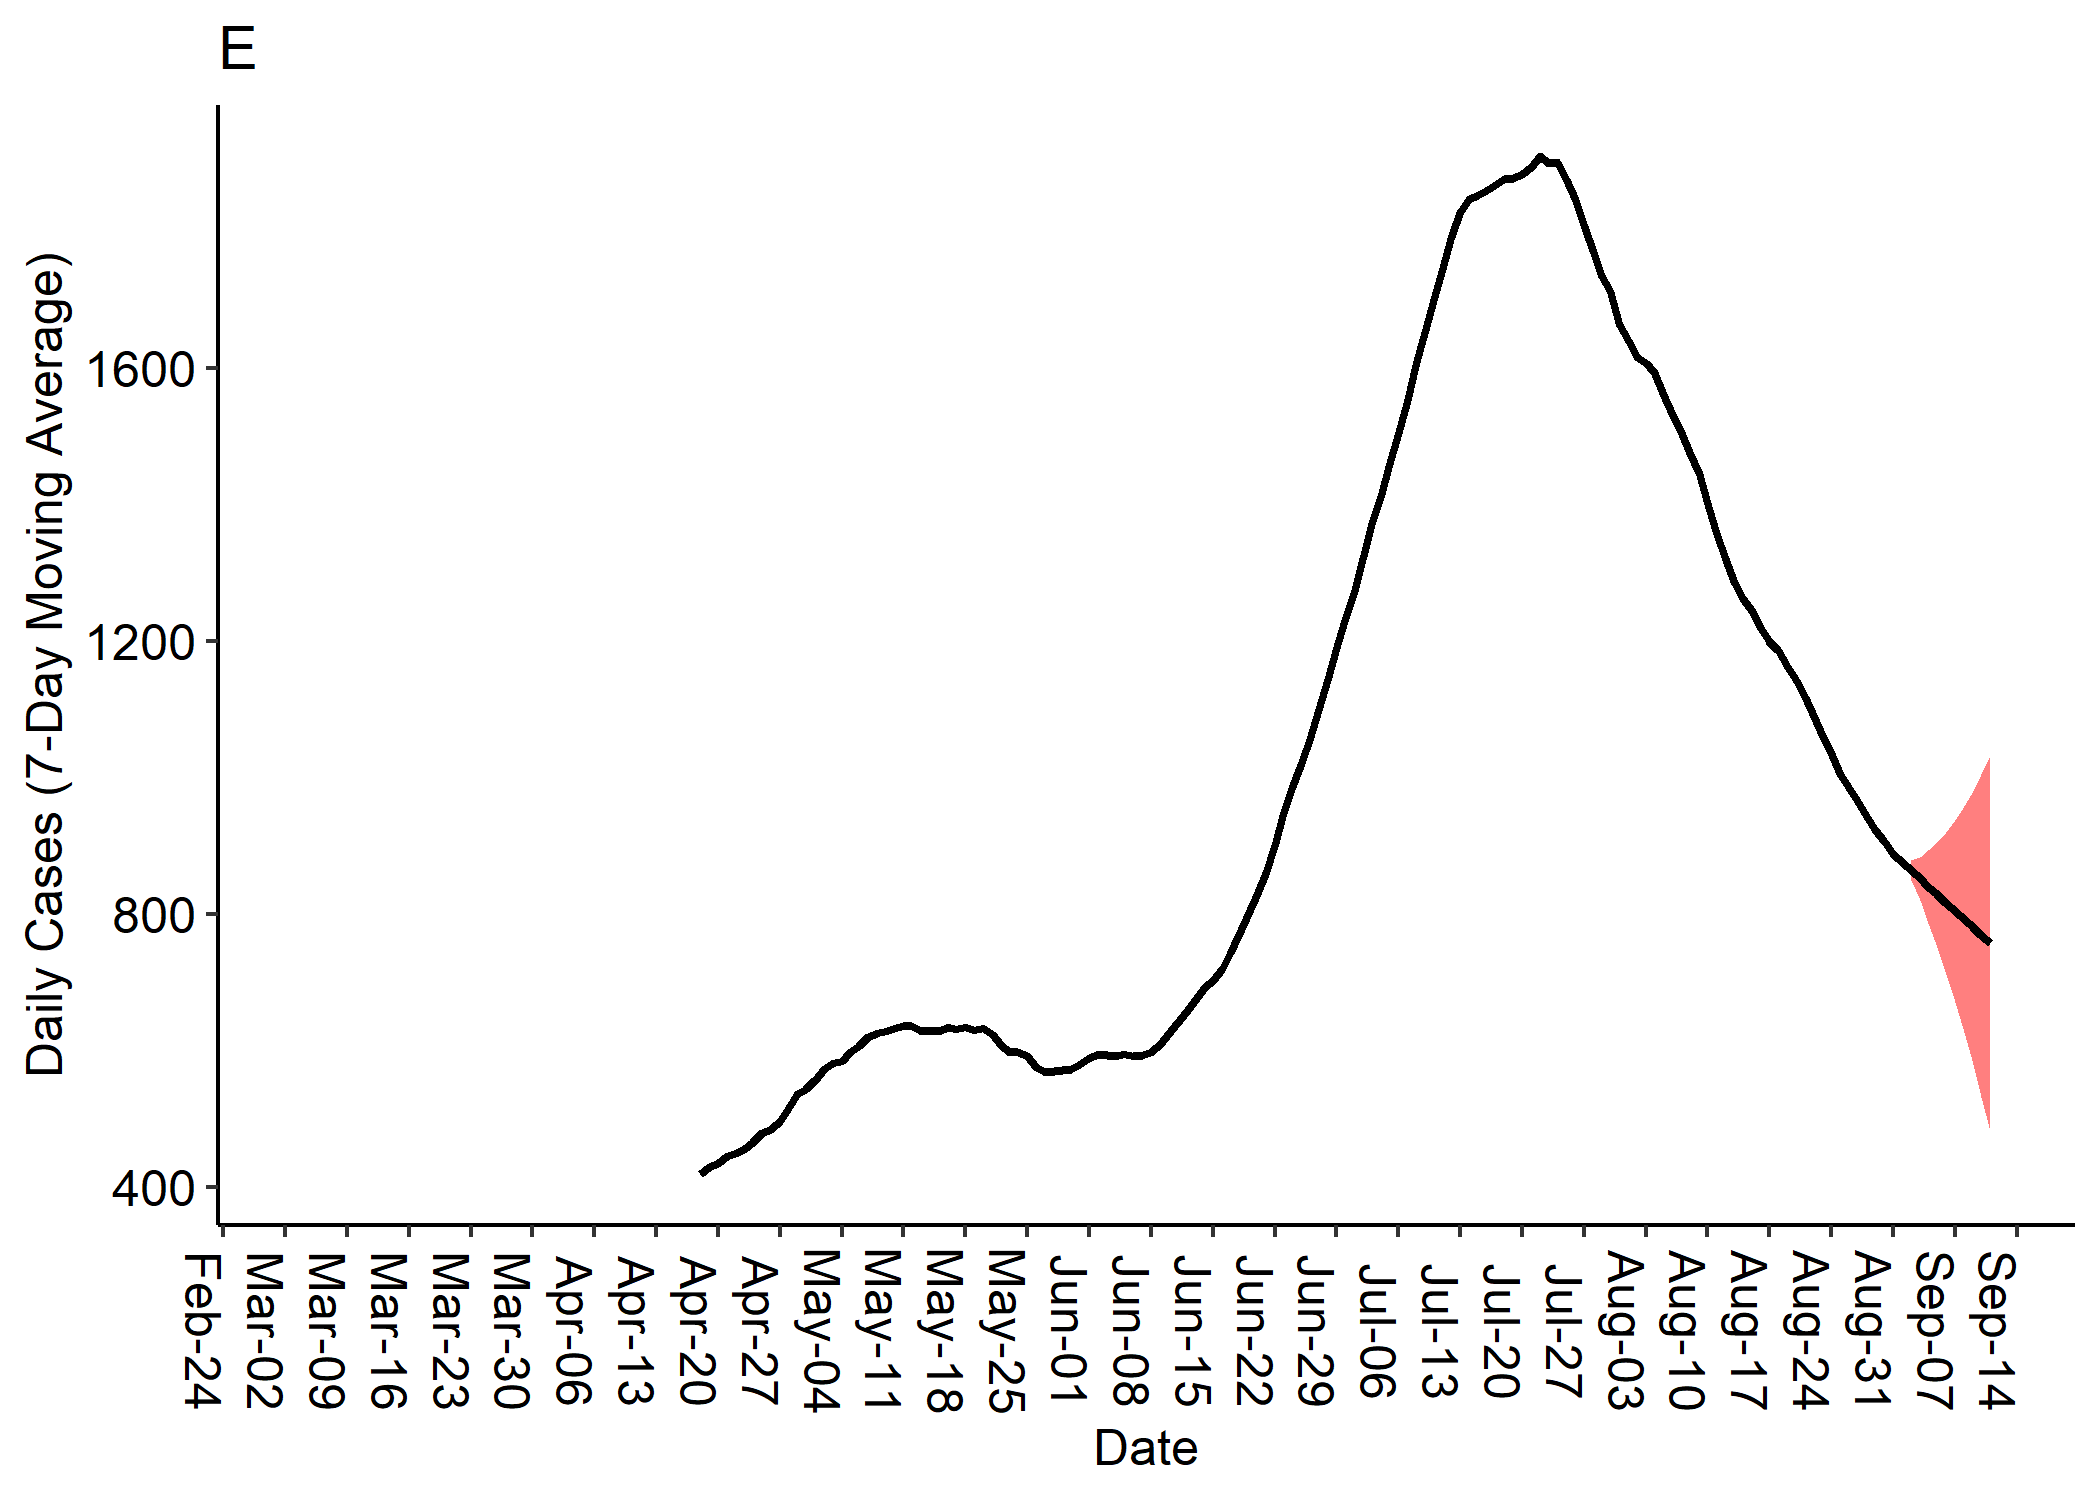 E
Daily Cases (7-Day Moving Average)
1600
1200
800
400
Feb-24
Mar-02
Mar-09
Mar-16
Mar-23
Mar-30
Apr-06
Apr-13
Apr-20
Apr-27
May-04
May-11
May-18
May-25
Jun-01
Jun-08
Jun-15
Jun-22
Jun-29
Jul-06
Jul-13
Jul-20
Jul-27
Aug-03
Aug-10
Aug-17
Aug-24
Aug-31
Sep-07
Sep-14
Date